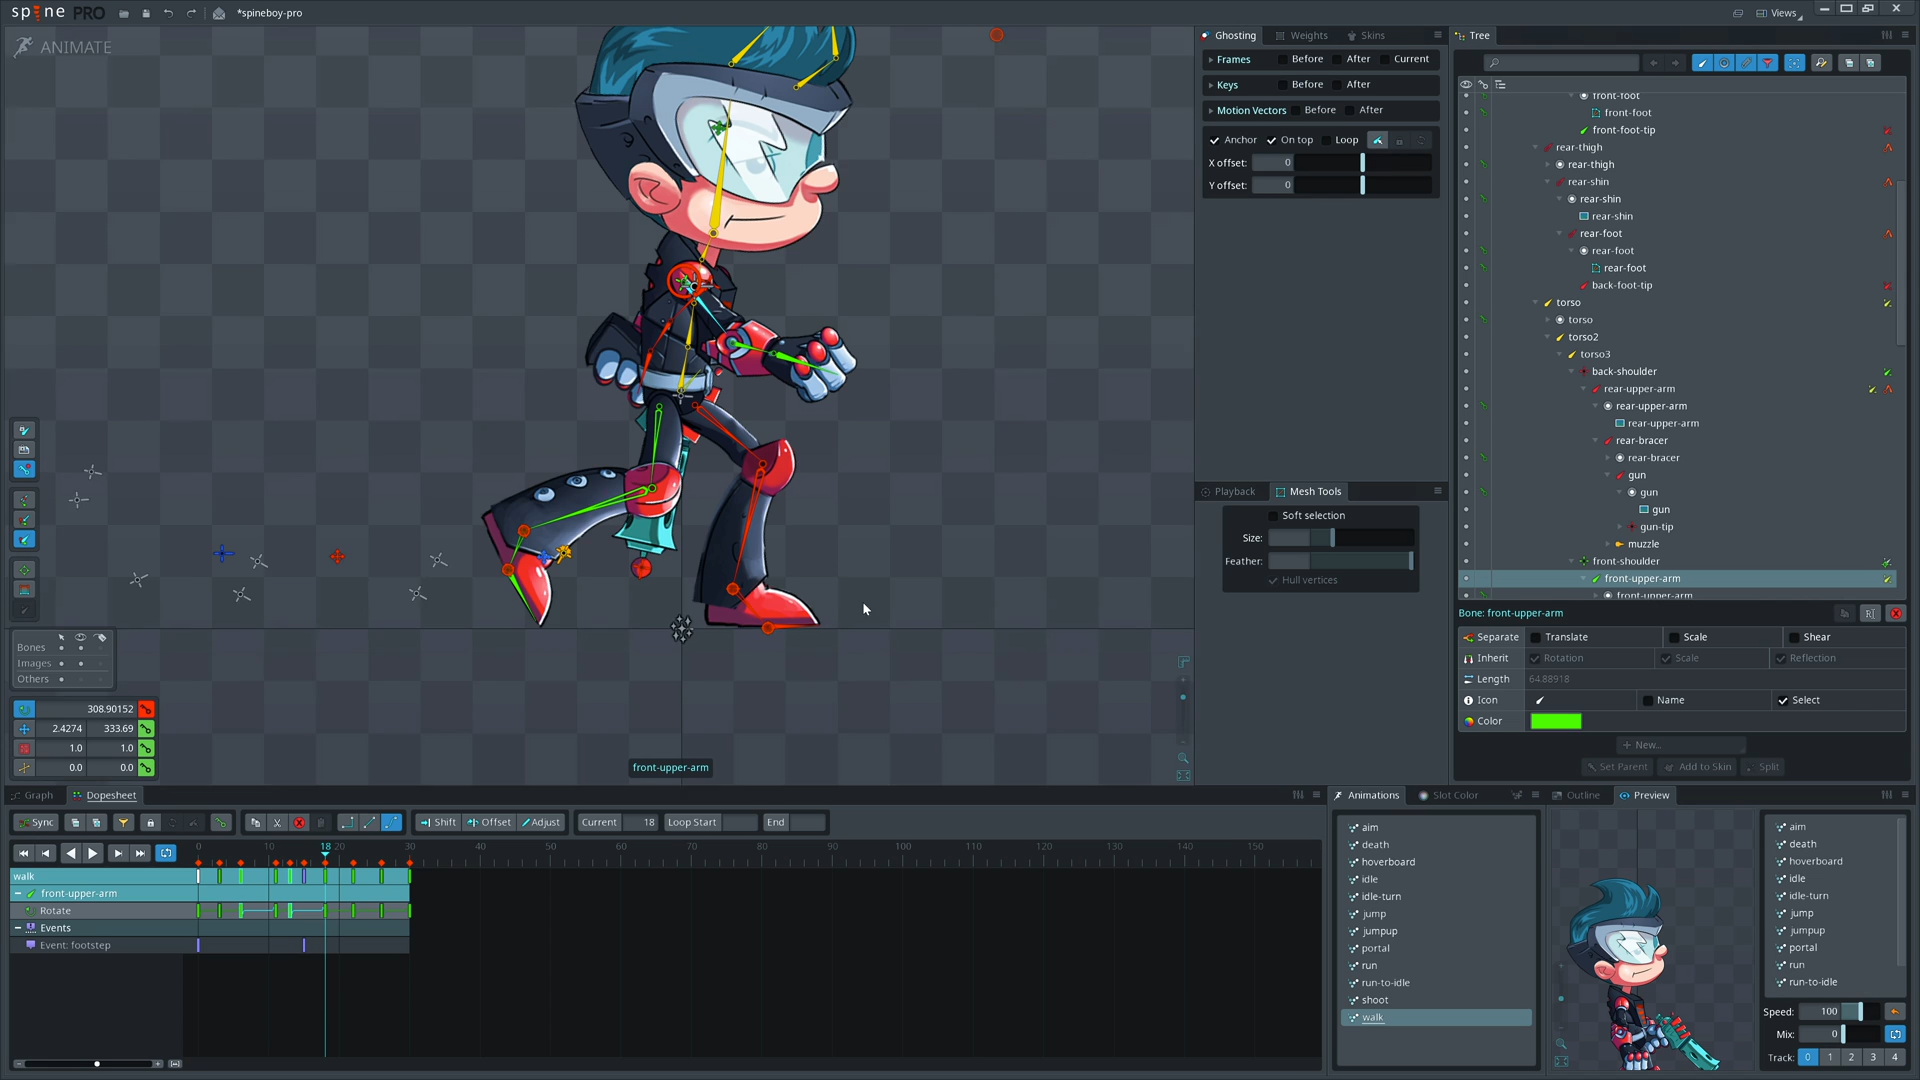 spine PRO
*spineboy-pro
Views
ANIMATE
Ghosting
Weights
Skins
Frames
Before
After
Current
Keys
Before
After
Motion Vectors
Before
After
Anchor
On top
Loop
X offset:
0
Y offset:
0
Playback
Mesh Tools
Soft selection
Size:
Feather:
Hull vertices
Tree
front-foot
front-foot
front-foot-tip
rear-thigh
rear-thigh
rear-shin
rear-shin
rear-shin
rear-foot
rear-foot
rear-foot
back-foot-tip
torso
torso
torso2
torso3
back-shoulder
rear-upper-arm
rear-upper-arm
rear-upper-arm
rear-bracer
rear-bracer
gun
gun
gun
gun-tip
muzzle
front-shoulder
front-upper-arm
front-upper-arm
Bone: front-upper-arm
Separate
Translate
Scale
Shear
Inherit
Rotation
Scale
Reflection
Length
64.88918
Icon
Name
Select
Color
+ New...
Set Parent
Add to Skin
Split
Bones
Images
Others
308.90152
2.4274
333.69
1.0
1.0
0.0
0.0
front-upper-arm
Graph
Dopesheet
Sync
Shift
Offset
Adjust
Current
18
Loop Start
End
0
10
18
20
30
40
50
60
70
80
90
100
110
120
130
140
150
walk
front-upper-arm
Rotate
Events
Event: footstep
Animations
Slot Color
aim
death
hoverboard
idle
idle-turn
jump
jumpup
portal
run
run-to-idle
shoot
walk
Outline
Preview
aim
death
hoverboard
idle
idle-turn
jump
jumpup
portal
run
run-to-idle
Speed:
100
Mix:
0
Track:
0
1
2
3
4